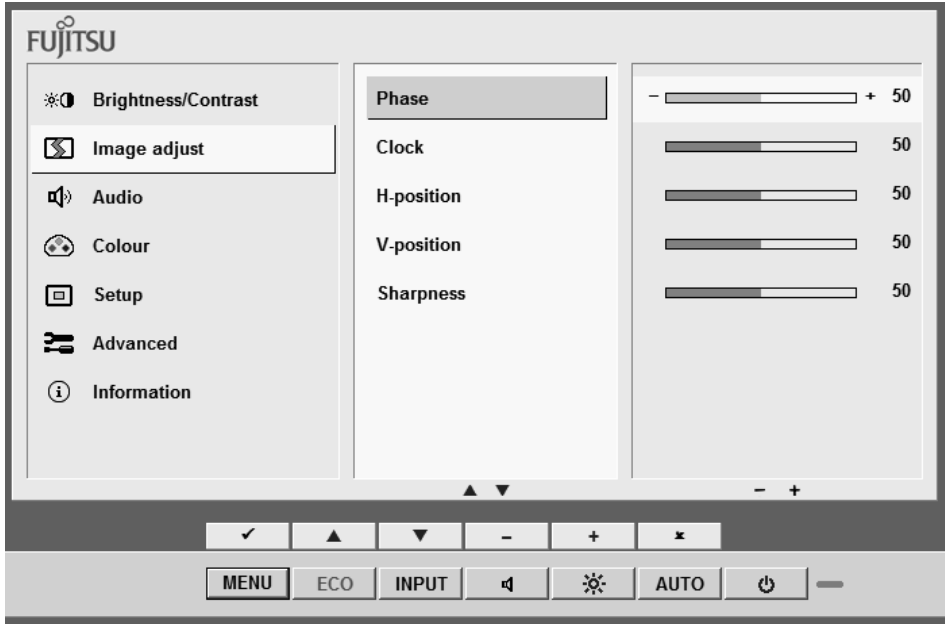 FUJITSU
Brightness/Contrast
Image adjust
Audio
Colour
Setup
Advanced
Information
Phase
Clock
H-position
V-position
Sharpness
− + 50
50
50
50
50
▲ ▼
− +
✔ ▲ ▼ − + x
MENU ECO INPUT AUTO